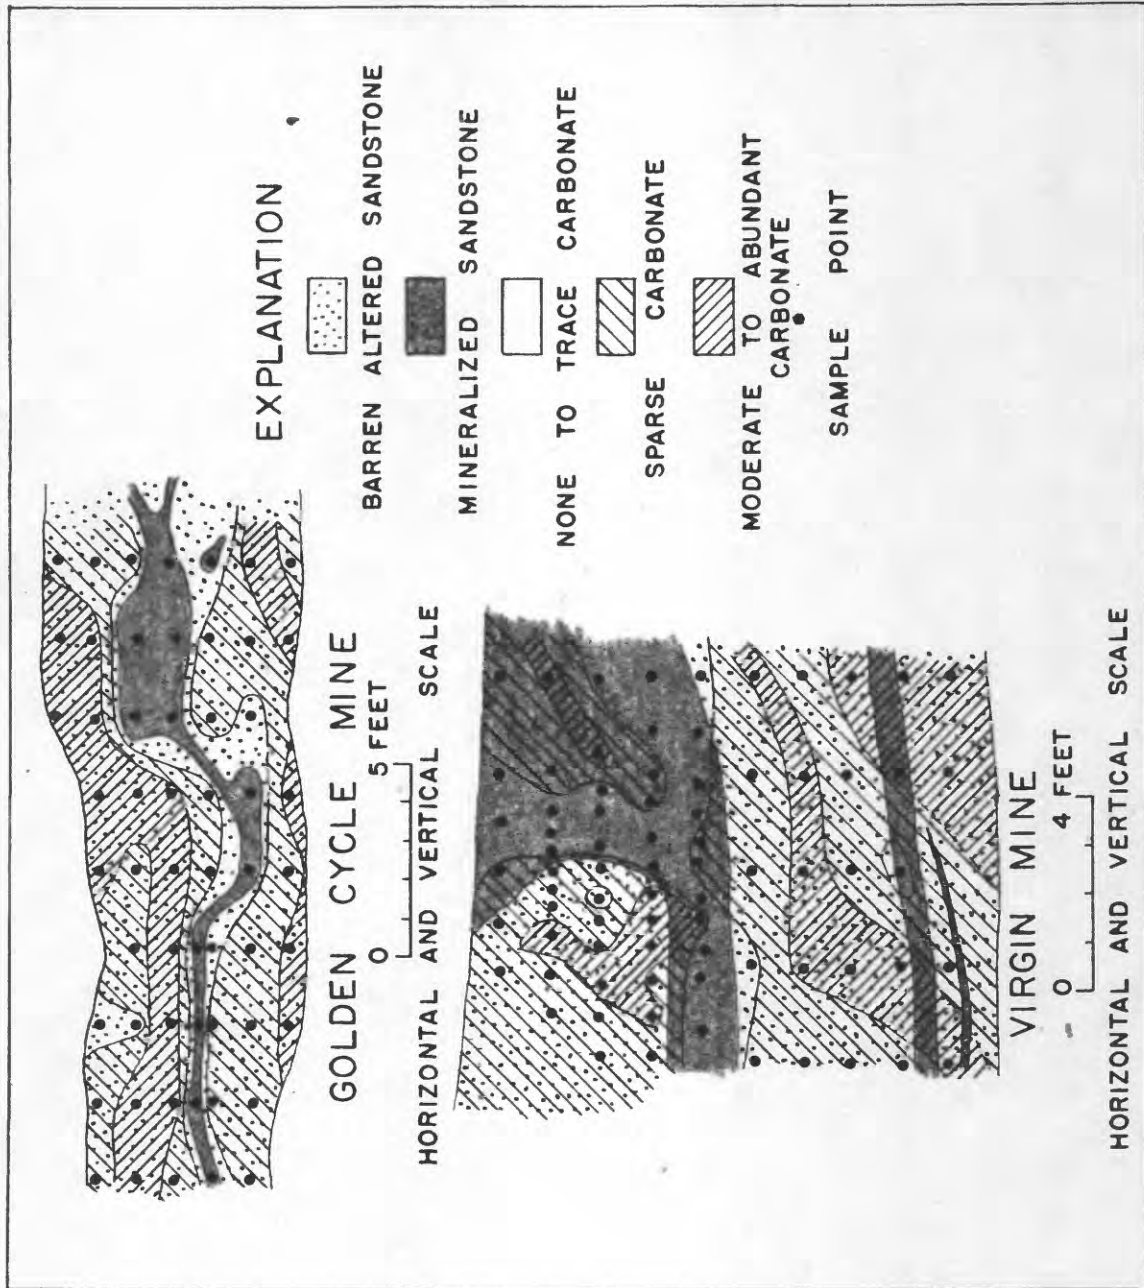 GOLDEN CYCLE MINE
0 5 FEET
HORIZONTAL AND VERTICAL SCALE
VIRGIN MINE
0 4 FEET
HORIZONTAL AND VERTICAL SCALE
EXPLANATION
BARREN ALTERED SANDSTONE
MINERALIZED SANDSTONE
NONE TO TRACE CARBONATE
SPARSE CARBONATE
MODERATE TO ABUNDANT
CARBONATE
SAMPLE POINT